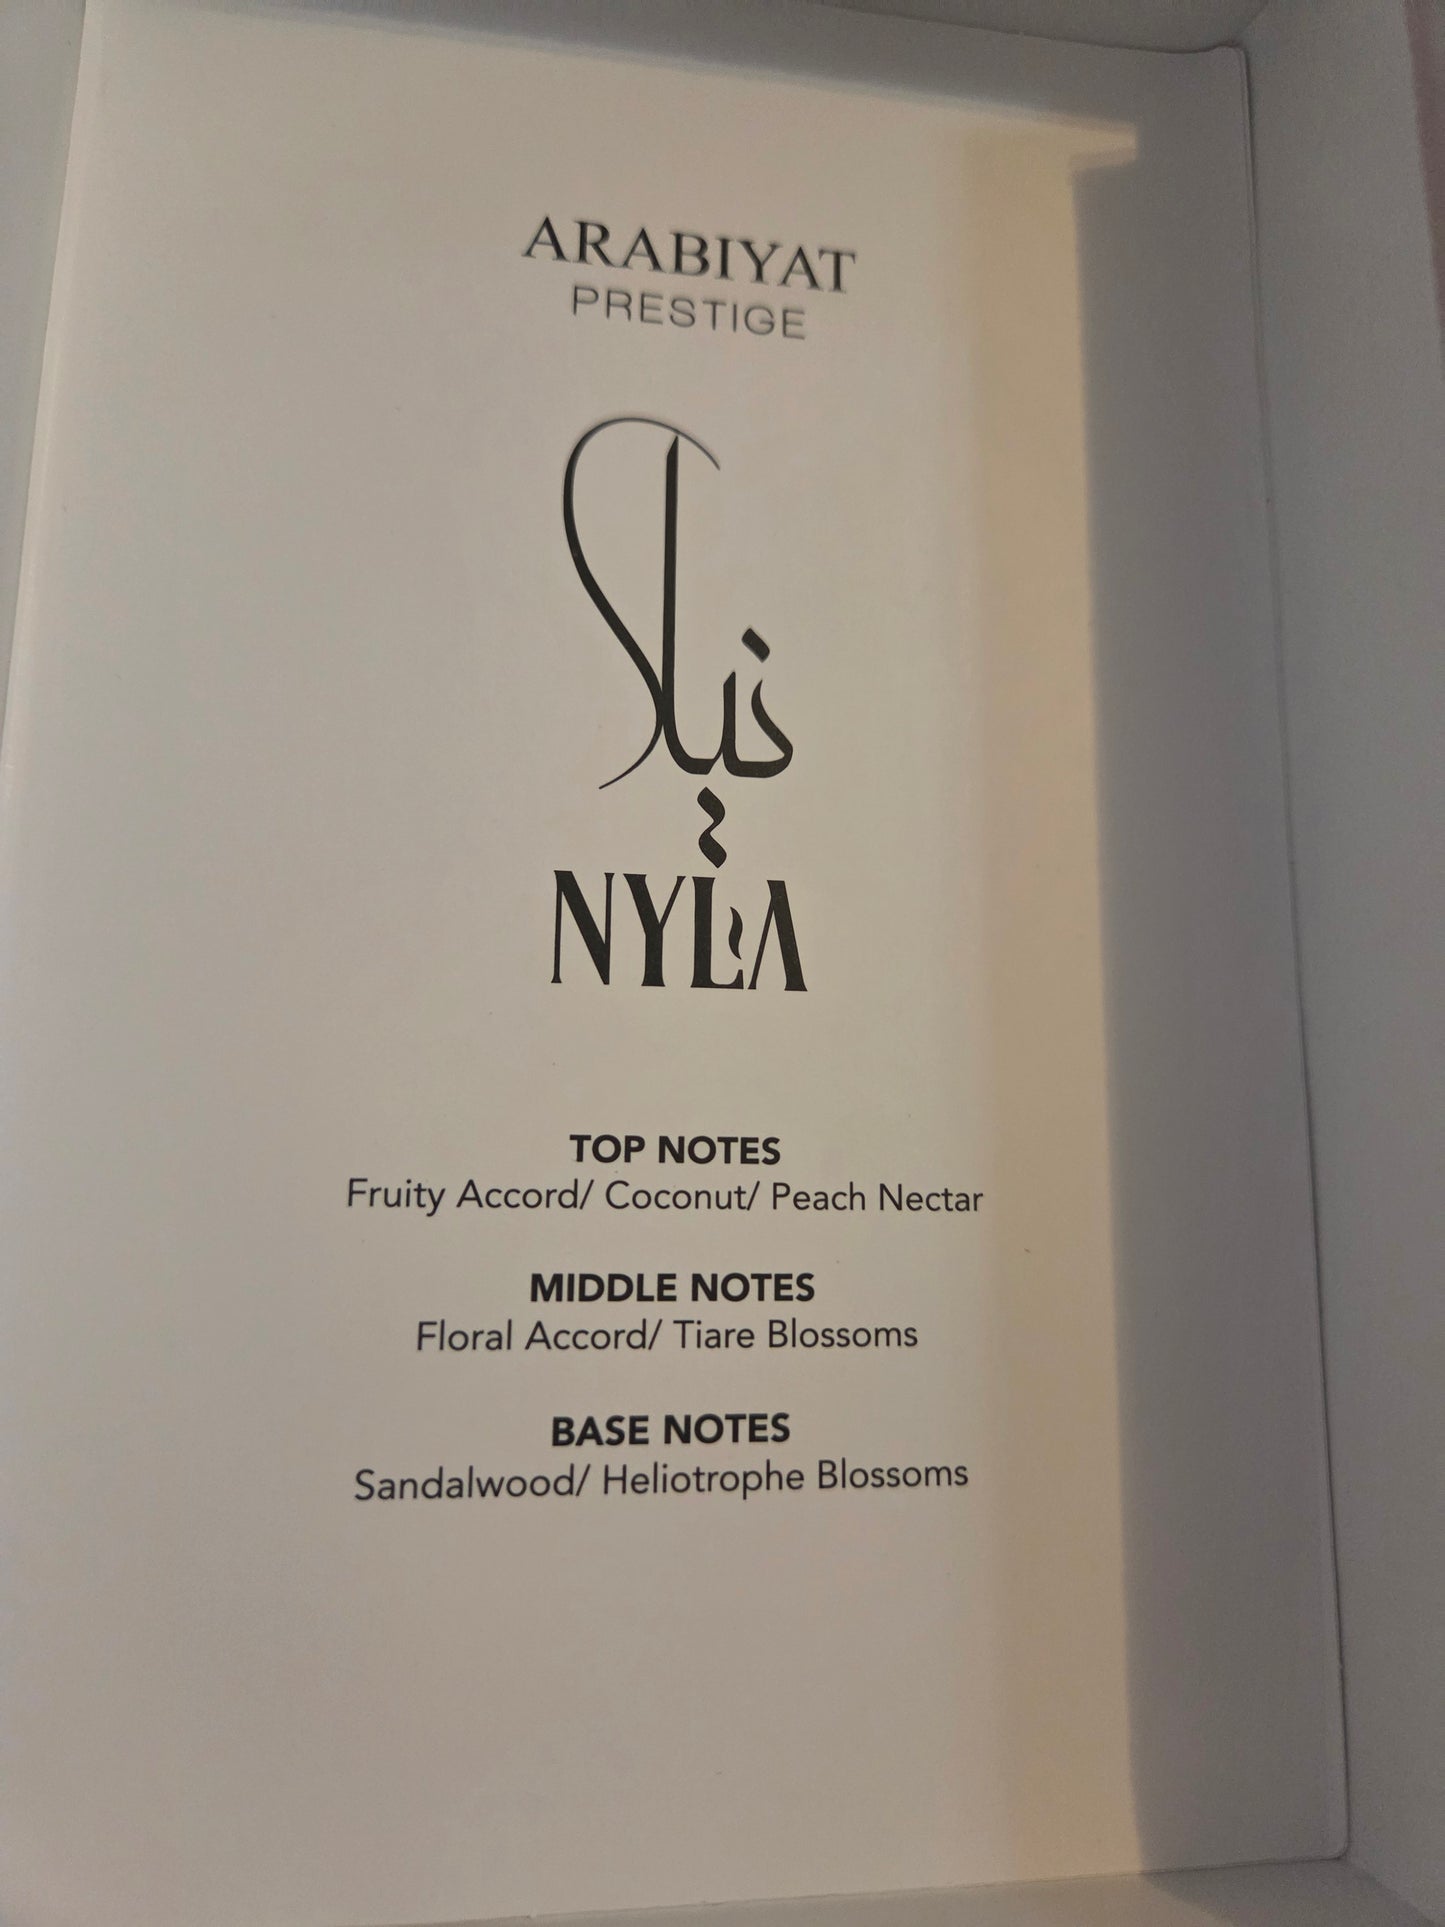 ARABIYAT
PRESTIGE
نيلا
NYLA
TOP NOTES
Fruity Accord/ Coconut/ Peach Nectar
MIDDLE NOTES
Floral Accord/ Tiare Blossoms
BASE NOTES
Sandalwood/ Heliotrophe Blossoms